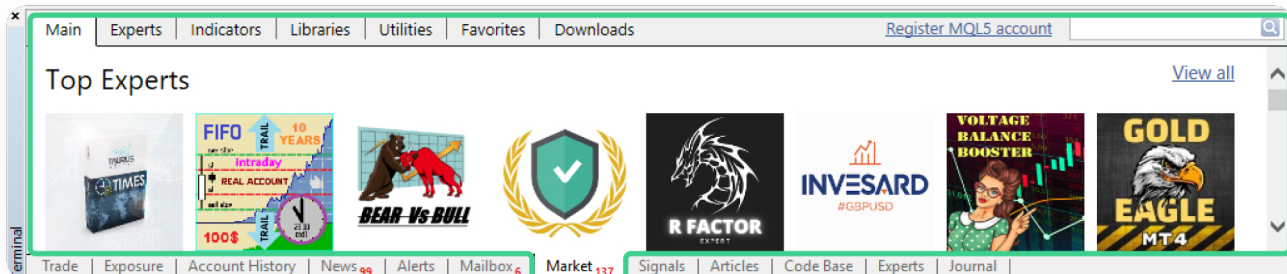 Main Experts Indicators Libraries Utilities Favorites Downloads Register MQL5 account
Top Experts
View all
TAURUS
TIMES
FIFO
TRAIL
10
YEARS
Intraday
REAL ACCOUNT
100$
TRAIL
BEAR Vs BULL
R FACTOR
EXPERT
INVESARD
#GBPUSD
VOLTAGE
BALANCE
BOOSTER
GOLD
EAGLE
MT4
Trade Exposure Account History News 99 Alerts Mailbox 6 Market 137 Signals Articles Code Base Experts Journal